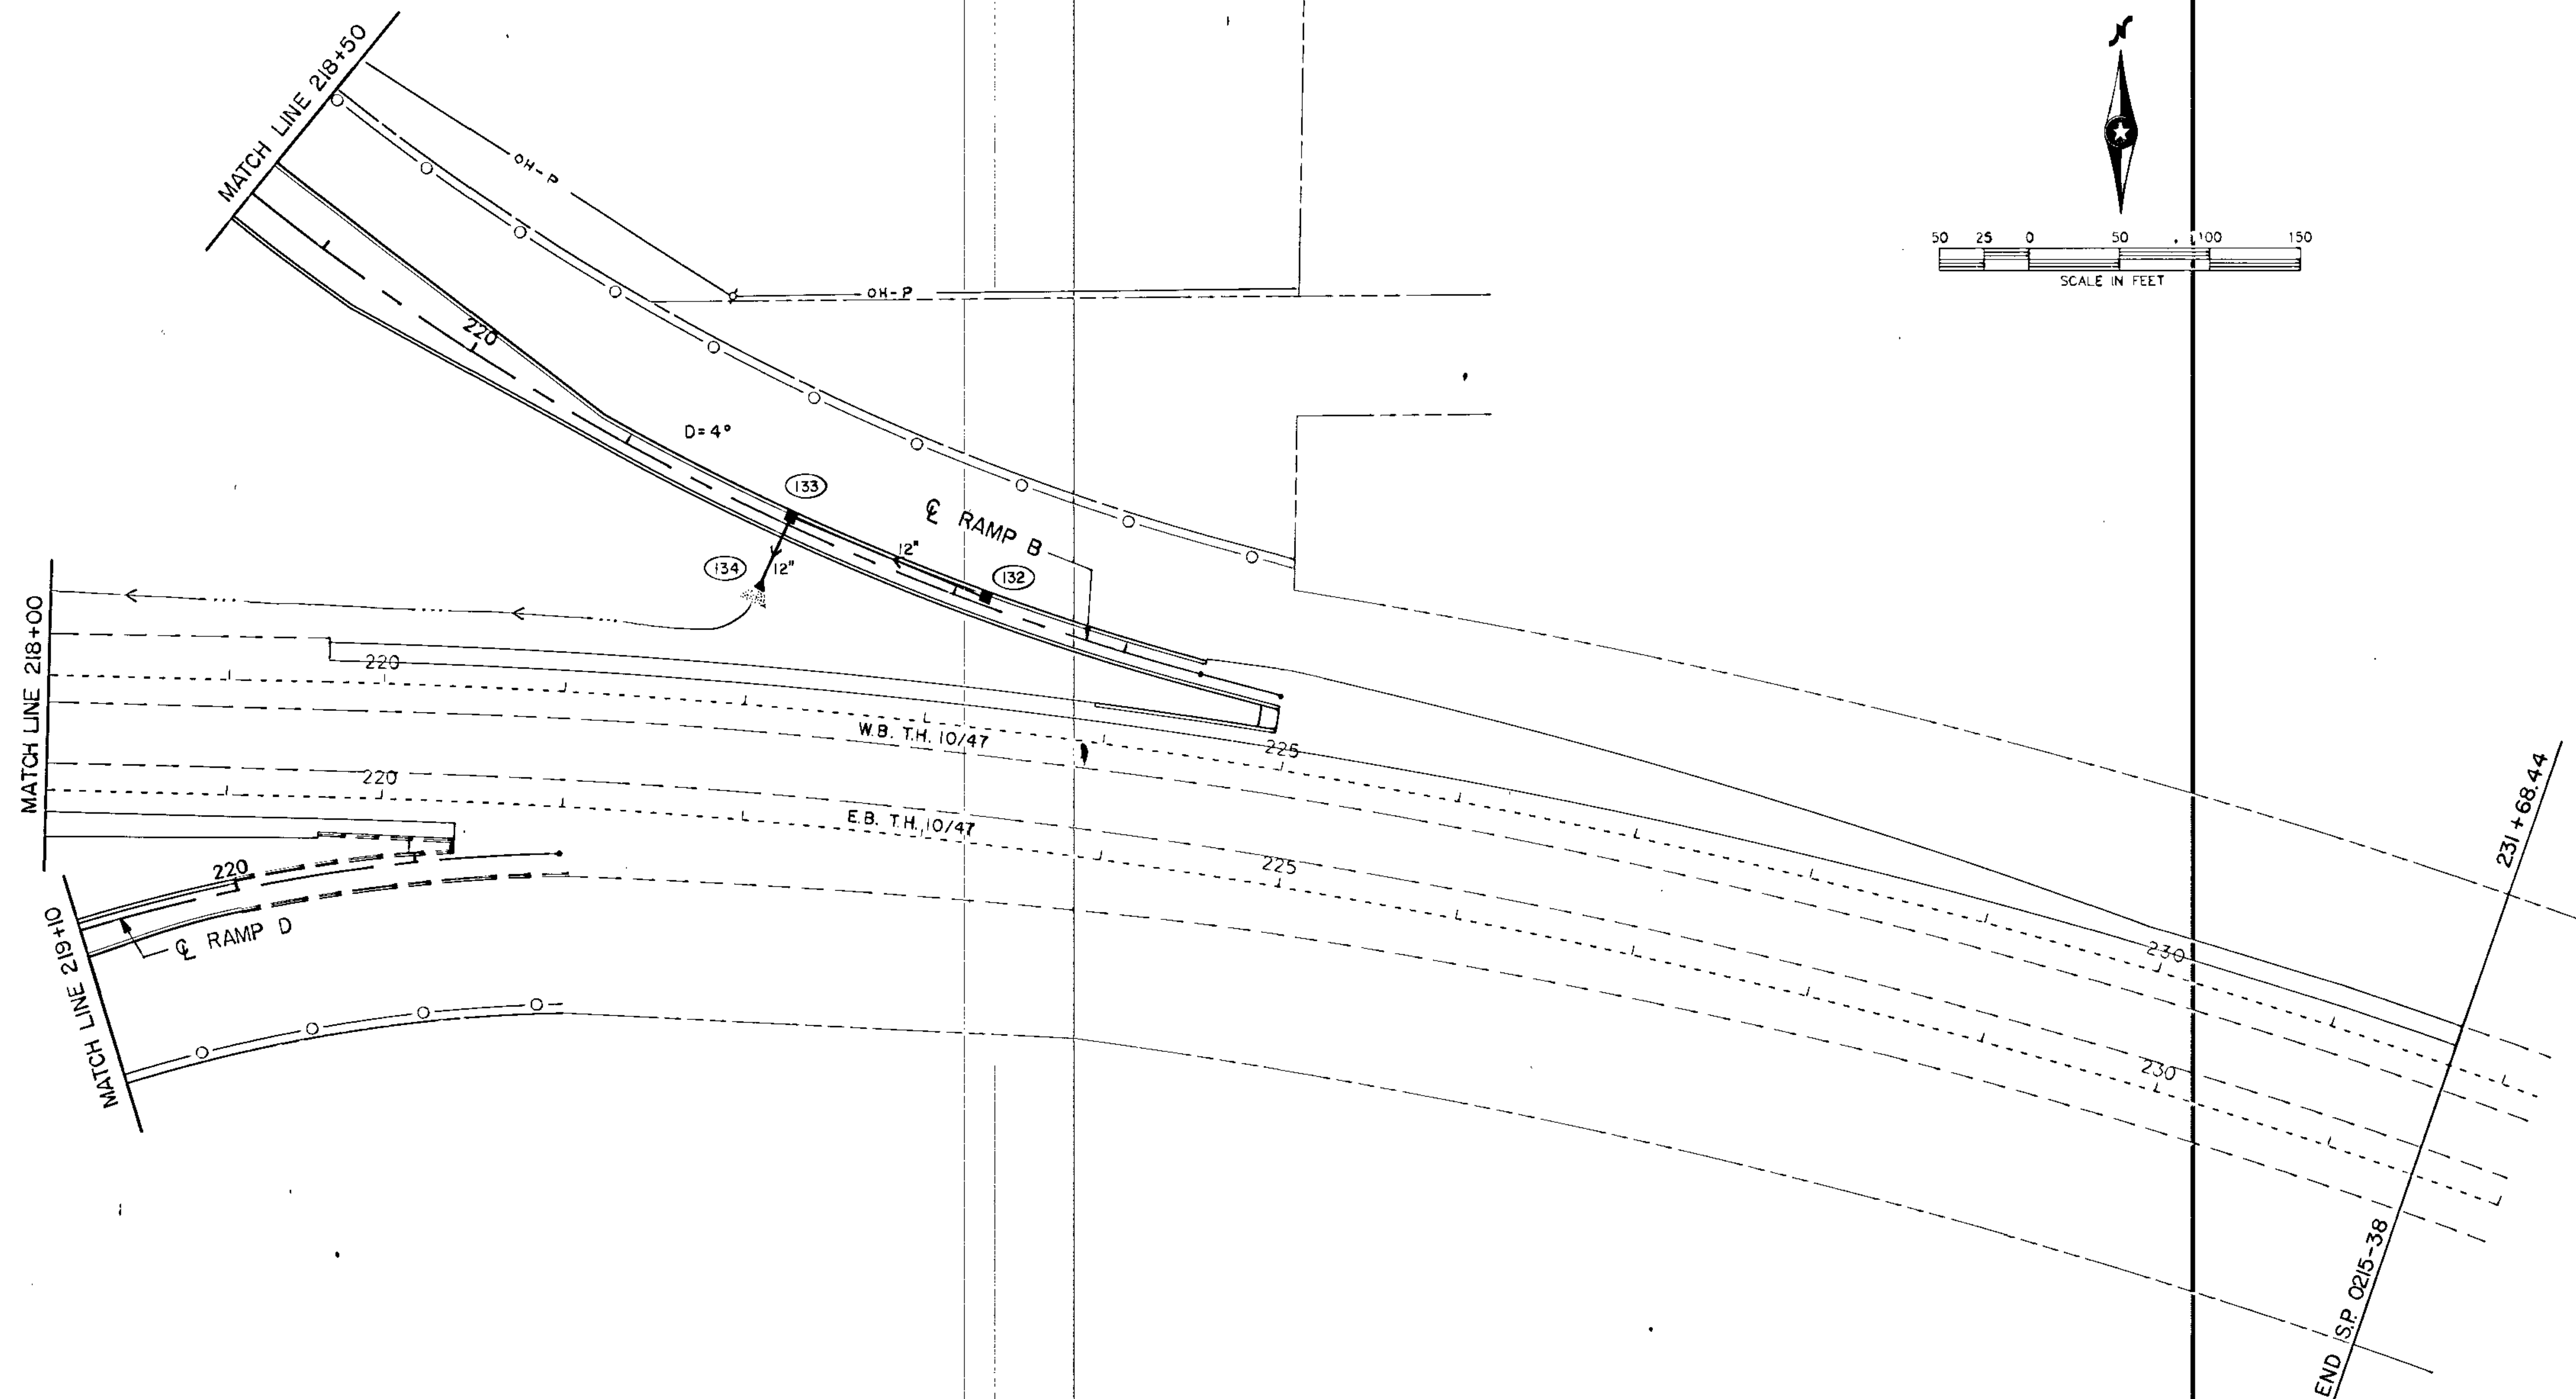 MATCH LINE 218+50
OH-P
OH-P
N
50 25 0 50 100 150
SCALE IN FEET
220
D=4°
133
℄ RAMP B
12"
134
12"
132
MATCH LINE 218+00
220
W.B. T.H. 10/47
225
220
E.B. T.H. 10/47
225
220
℄ RAMP D
MATCH LINE 219+10
230
230
231+68.44
END S.P. 0215-38